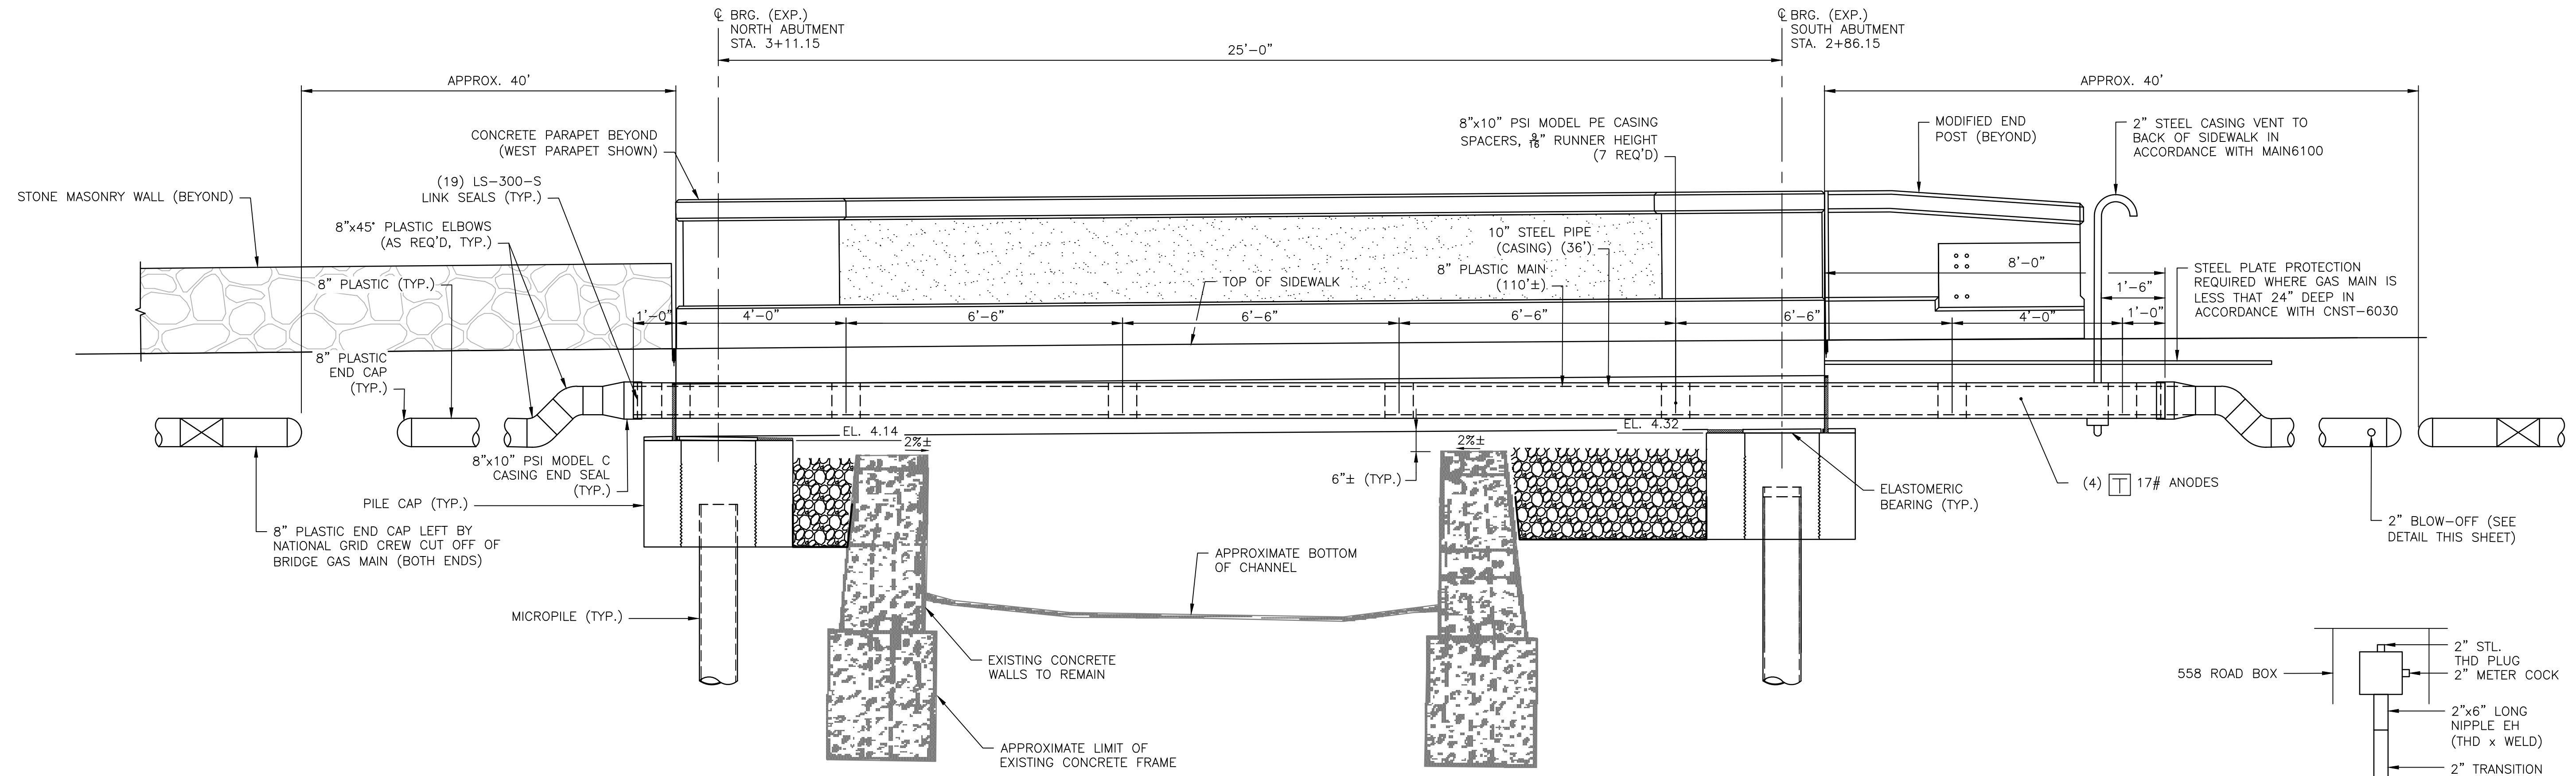 ℄ BRG. (EXP.)
NORTH ABUTMENT
STA. 3+11.15
℄ BRG. (EXP.)
SOUTH ABUTMENT
STA. 2+86.15
25'-0"
APPROX. 40'
APPROX. 40'
CONCRETE PARAPET BEYOND
(WEST PARAPET SHOWN)
8"x10" PSI MODEL PE CASING
SPACERS, 9/16" RUNNER HEIGHT
(7 REQ'D)
MODIFIED END
POST (BEYOND)
2" STEEL CASING VENT TO
BACK OF SIDEWALK IN
ACCORDANCE WITH MAIN6100
STONE MASONRY WALL (BEYOND)
(19) LS-300-S
LINK SEALS (TYP.)
8"x45° PLASTIC ELBOWS
(AS REQ'D, TYP.)
10" STEEL PIPE
(CASING) (36')
8" PLASTIC MAIN
(110'±)
8" PLASTIC (TYP.)
TOP OF SIDEWALK
8'-0"
1'-6"
STEEL PLATE PROTECTION
REQUIRED WHERE GAS MAIN IS
LESS THAT 24" DEEP IN
ACCORDANCE WITH CNST-6030
1'-0"
4'-0"
6'-6"
6'-6"
6'-6"
6'-6"
4'-0"
1'-0"
8" PLASTIC
END CAP
(TYP.)
EL. 4.14
2%±
2%±
EL. 4.32
8"x10" PSI MODEL C
CASING END SEAL
(TYP.)
6"± (TYP.)
PILE CAP (TYP.)
ELASTOMERIC
BEARING (TYP.)
(4) T 17# ANODES
8" PLASTIC END CAP LEFT BY
NATIONAL GRID CREW CUT OFF OF
BRIDGE GAS MAIN (BOTH ENDS)
2" BLOW-OFF (SEE
DETAIL THIS SHEET)
APPROXIMATE BOTTOM
OF CHANNEL
24"
MICROPILE (TYP.)
EXISTING CONCRETE
WALLS TO REMAIN
APPROXIMATE LIMIT OF
EXISTING CONCRETE FRAME
558 ROAD BOX
2" STL.
THD PLUG
2" METER COCK
2"x6" LONG
NIPPLE EH
(THD x WELD)
2" TRANSITION